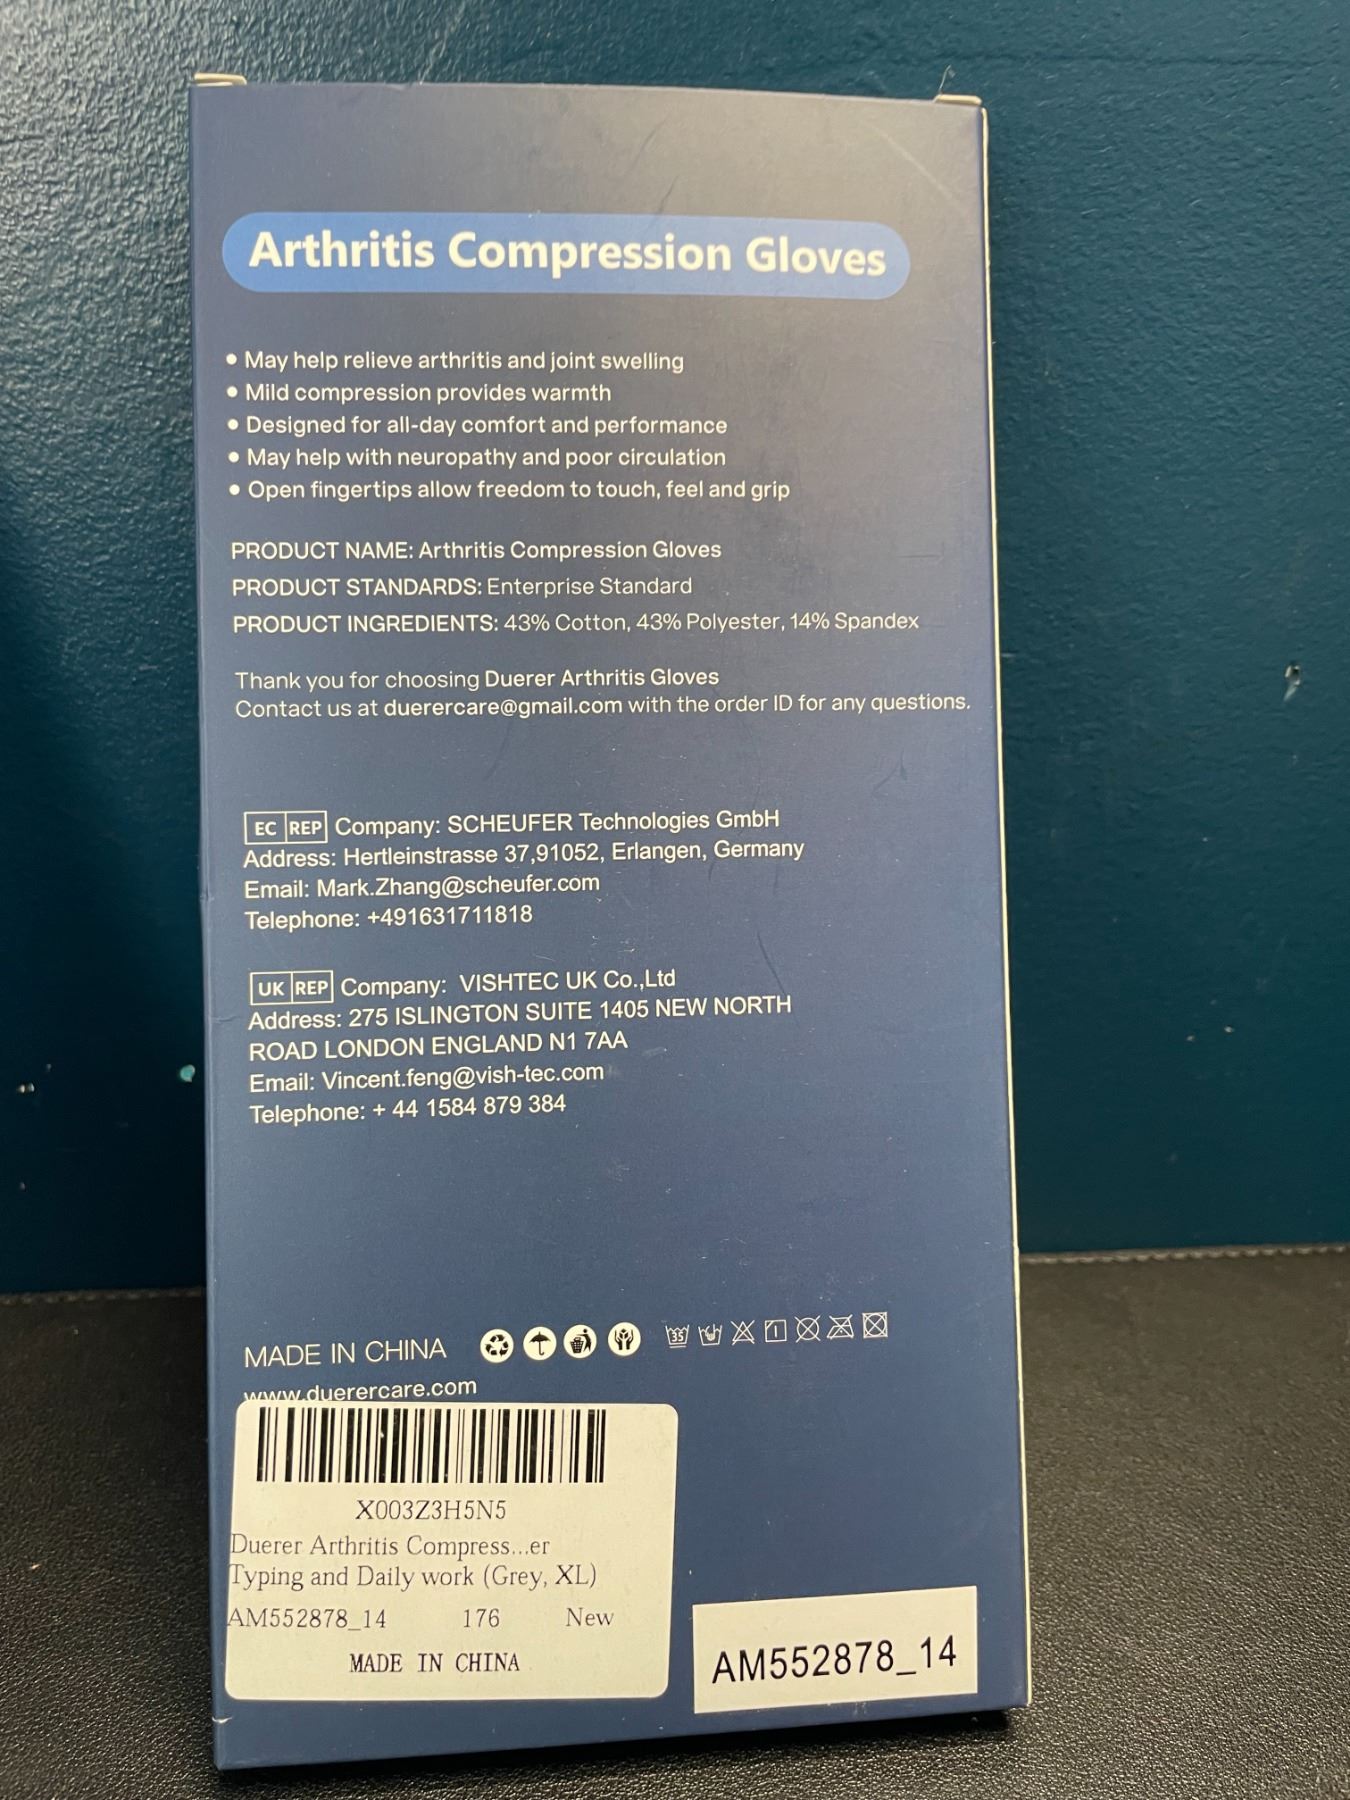 Arthritis Compression Gloves
• May help relieve arthritis and joint swelling
• Mild compression provides warmth
• Designed for all-day comfort and performance
• May help with neuropathy and poor circulation
• Open fingertips allow freedom to touch, feel and grip
PRODUCT NAME: Arthritis Compression Gloves
PRODUCT STANDARDS: Enterprise Standard
PRODUCT INGREDIENTS: 43% Cotton, 43% Polyester, 14% Spandex
Thank you for choosing Duerer Arthritis Gloves
Contact us at duerercare@gmail.com with the order ID for any questions.
EC REP Company: SCHEUFER Technologies GmbH
Address: Hertleinstrasse 37,91052, Erlangen, Germany
Email: Mark.Zhang@scheufer.com
Telephone: +491631711818
UK REP Company: VISHTEC UK Co.,Ltd
Address: 275 ISLINGTON SUITE 1405 NEW NORTH
ROAD LONDON ENGLAND N1 7AA
Email: Vincent.feng@vish-tec.com
Telephone: + 44 1584 879 384
MADE IN CHINA
35
www.duerercare.com
X003Z3H5N5
Duerer Arthritis Compress...er
Typing and Daily work (Grey, XL)
AM552878_14 176 New
MADE IN CHINA
AM552878_14